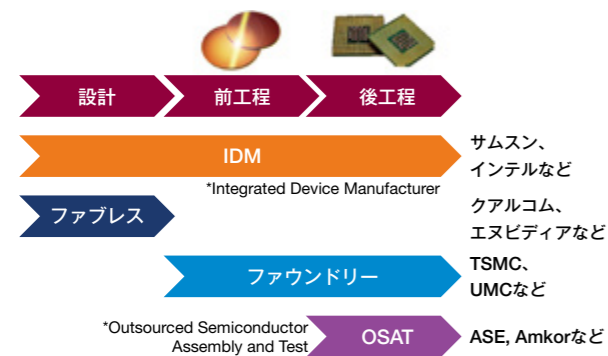 設計
前工程
後工程
IDM
サムスン、
インテルなど
*Integrated Device Manufacturer
ファブレス
クアルコム、
エヌビディアなど
ファウンドリー
TSMC、
UMCなど
*Outsourced Semiconductor
Assembly and Test
OSAT
ASE, Amkorなど